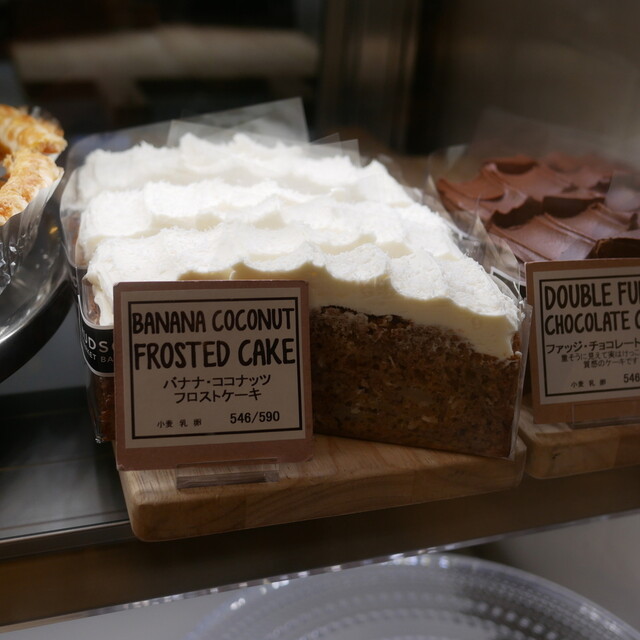 BANANA COCONUT
FROSTED CAKE
バナナ・ココナッツ
フロストケーキ
小麦 乳 卵
546/590
DOUBLE
CHOCOLATE
ファッジ・チョコレート
546